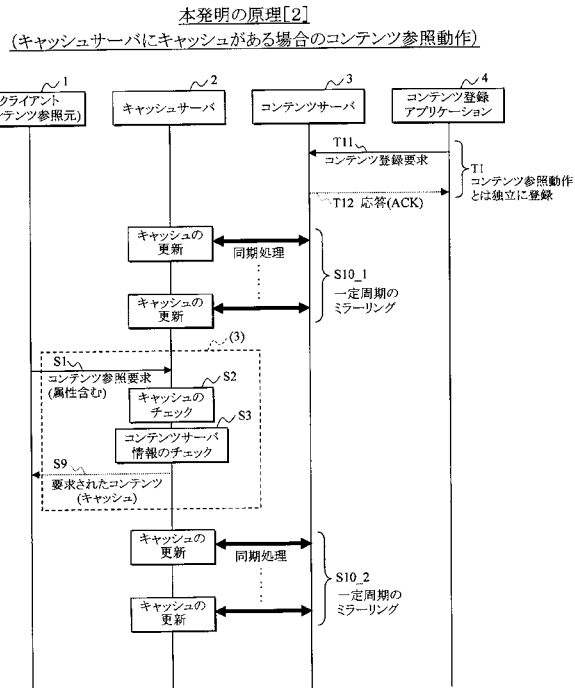 本発明の原理[2]
(キャッシュサーバにキャッシュがある場合のコンテンツ参照動作)
1
クライアント
ンテンツ参照元)
2
キャッシュサーバ
3
コンテンツサーバ
4
コンテンツ登録
アプリケーション
T11
コンテンツ登録要求
T12 応答(ACK)
T1
コンテンツ参照動作
とは独立に登録
キャッシュの
更新
同期処理
キャッシュの
更新
S10_1
一定周期の
ミラーリング
(3)
S1
コンテンツ参照要求
(属性含む)
S2
キャッシュの
チェック
S3
コンテンツサーバ
情報のチェック
S9
要求されたコンテンツ
(キャッシュ)
キャッシュの
更新
同期処理
キャッシュの
更新
S10_2
一定周期の
ミラーリング